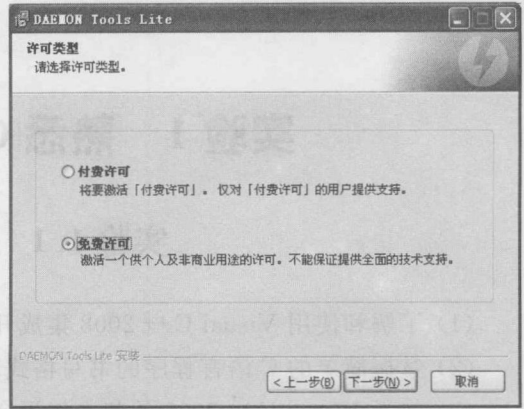 DAEMON Tools Lite
许可类型
请选择许可类型。
付费许可
将要激活「付费许可」。仅对「付费许可」的用户提供支持。
免费许可
激活一个供个人及非商业用途的许可。不能保证提供全面的技术支持。
DAEMON Tools Lite 安装
<上一步(B)
下一步(N)>
取消